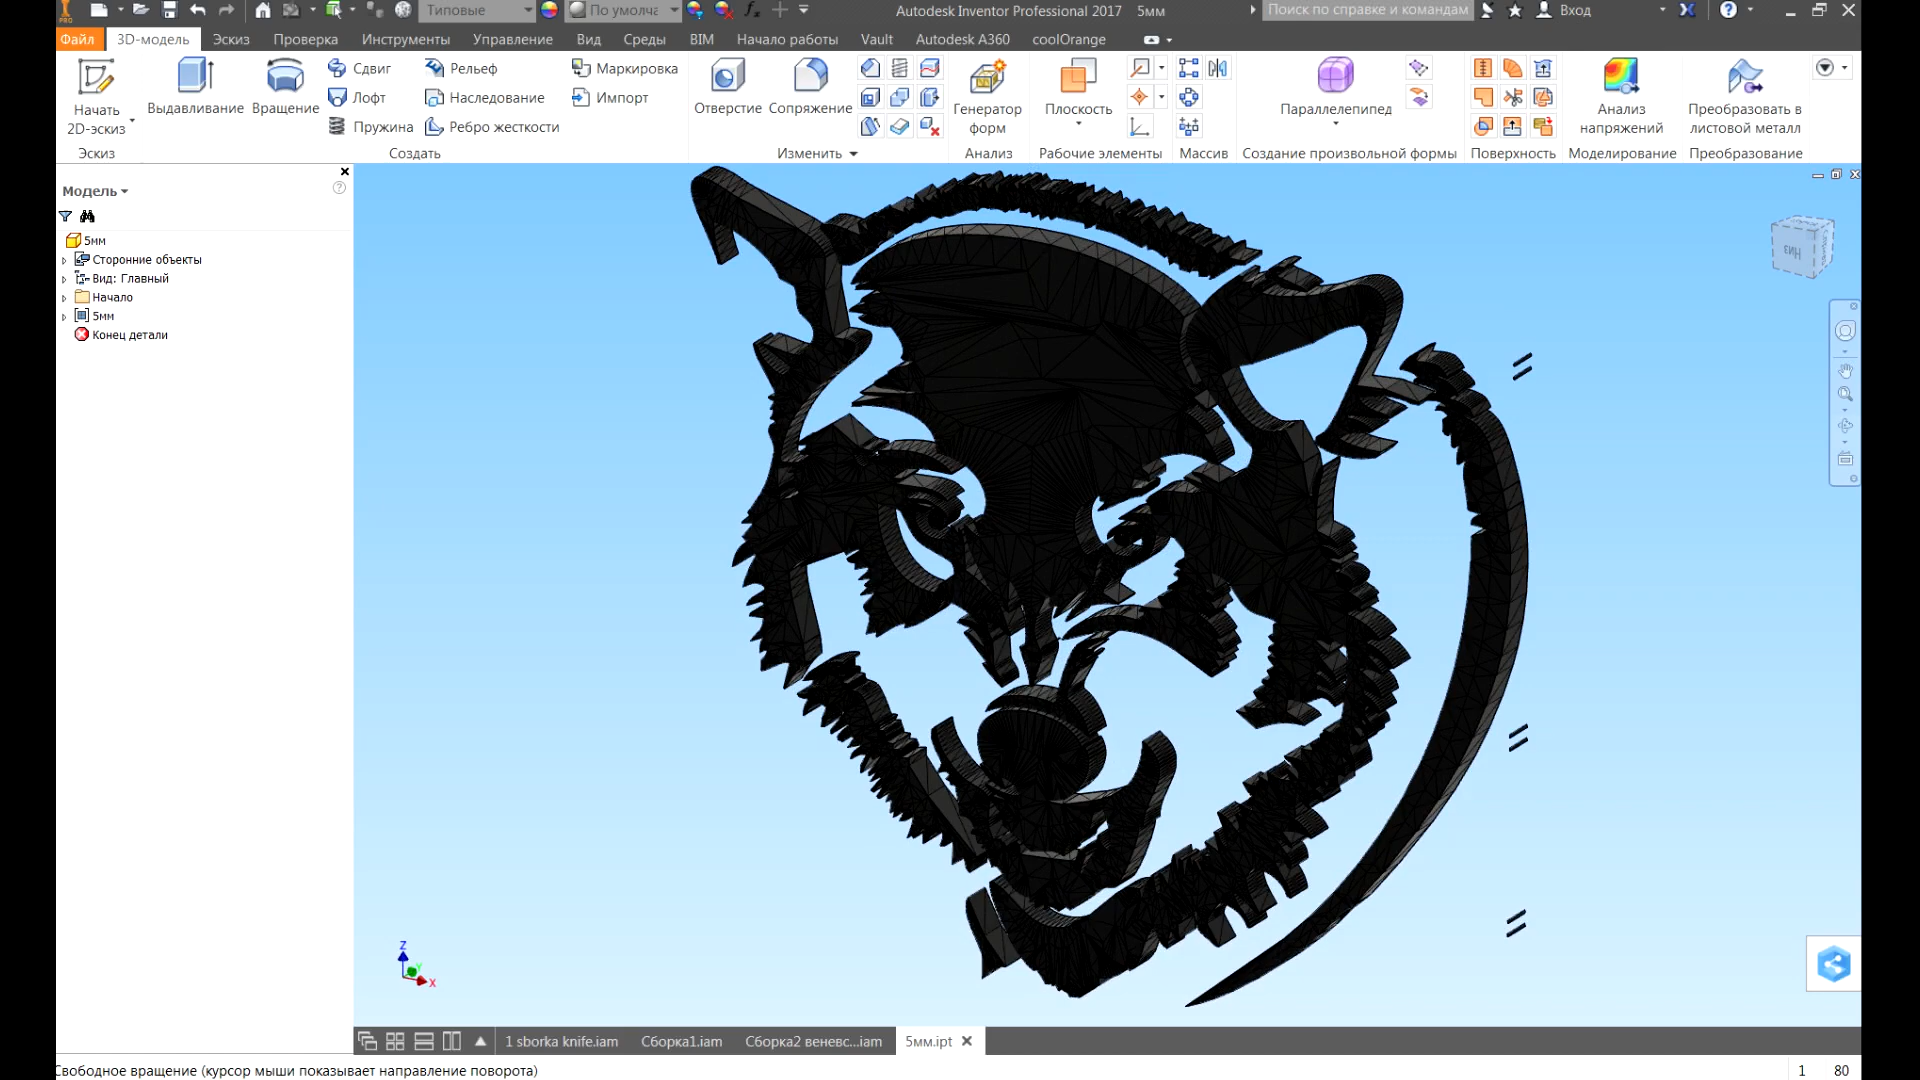 PRO
Типовые
По умолча
Autodesk Inventor Professional 2017 5мм
Поиск по справке и командам
Вход
Файл 3D-модель Эскиз Проверка Инструменты Управление Вид Среды BIM Начало работы Vault Autodesk A360 coolOrange
Начать
2D-эскиз
Выдавливание
Вращение
Сдвиг
Лофт
Пружина
Рельеф
Наследование
Ребро жесткости
Маркировка
Импорт
Отверстие
Сопряжение
Генератор
форм
Плоскость
Параллелепипед
Анализ
напряжений
Преобразовать в
листовой металл
Эскиз
Создать
Изменить
Анализ
Рабочие элементы
Массив
Создание произвольной формы
Поверхность
Моделирование
Преобразование
Модель
5мм
Сторонние объекты
Вид: Главный
Начало
5мм
Конец детали
Низ
Z
Y
X
1 sborka knife.iam
Сборка1.iam
Сборка2 веневс...iam
5мм.ipt
Свободное вращение (курсор мыши показывает направление поворота)
1 80